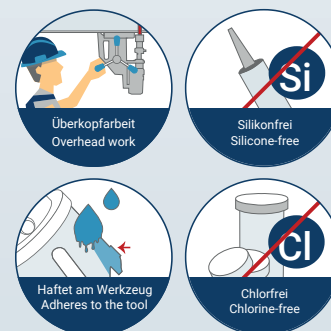 Überkopfarbeit
Overhead work
Si
Silikonfrei
Silicone-free
Haftet am Werkzeug
Adheres to the tool
Cl
Chlorfrei
Chlorine-free